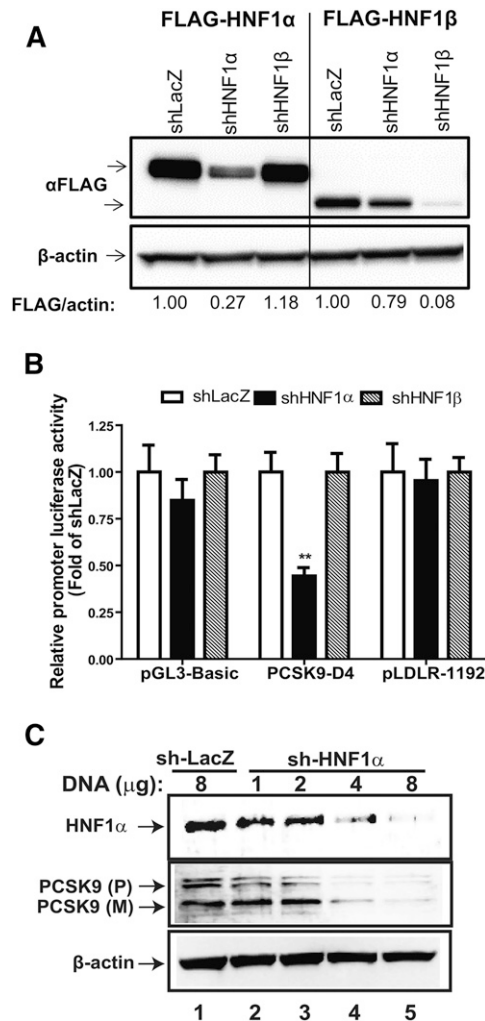 A
FLAG-HNF1α FLAG-HNF1β
shLacZ shHNF1α shHNF1β shLacZ shHNF1α shHNF1β
αFLAG
β-actin
FLAG/actin: 1.00 0.27 1.18 1.00 0.79 0.08
B
shLacZ shHNF1α shHNF1β
Relative promoter luciferase activity
(Fold of shLacZ)
1.25
1.00
0.75
0.50
0.25
0.00
**
pGL3-Basic PCSK9-D4 pLDLR-1192
C
sh-LacZ sh-HNF1α
DNA (μg): 8 1 2 4 8
HNF1α
PCSK9 (P)
PCSK9 (M)
β-actin
1 2 3 4 5